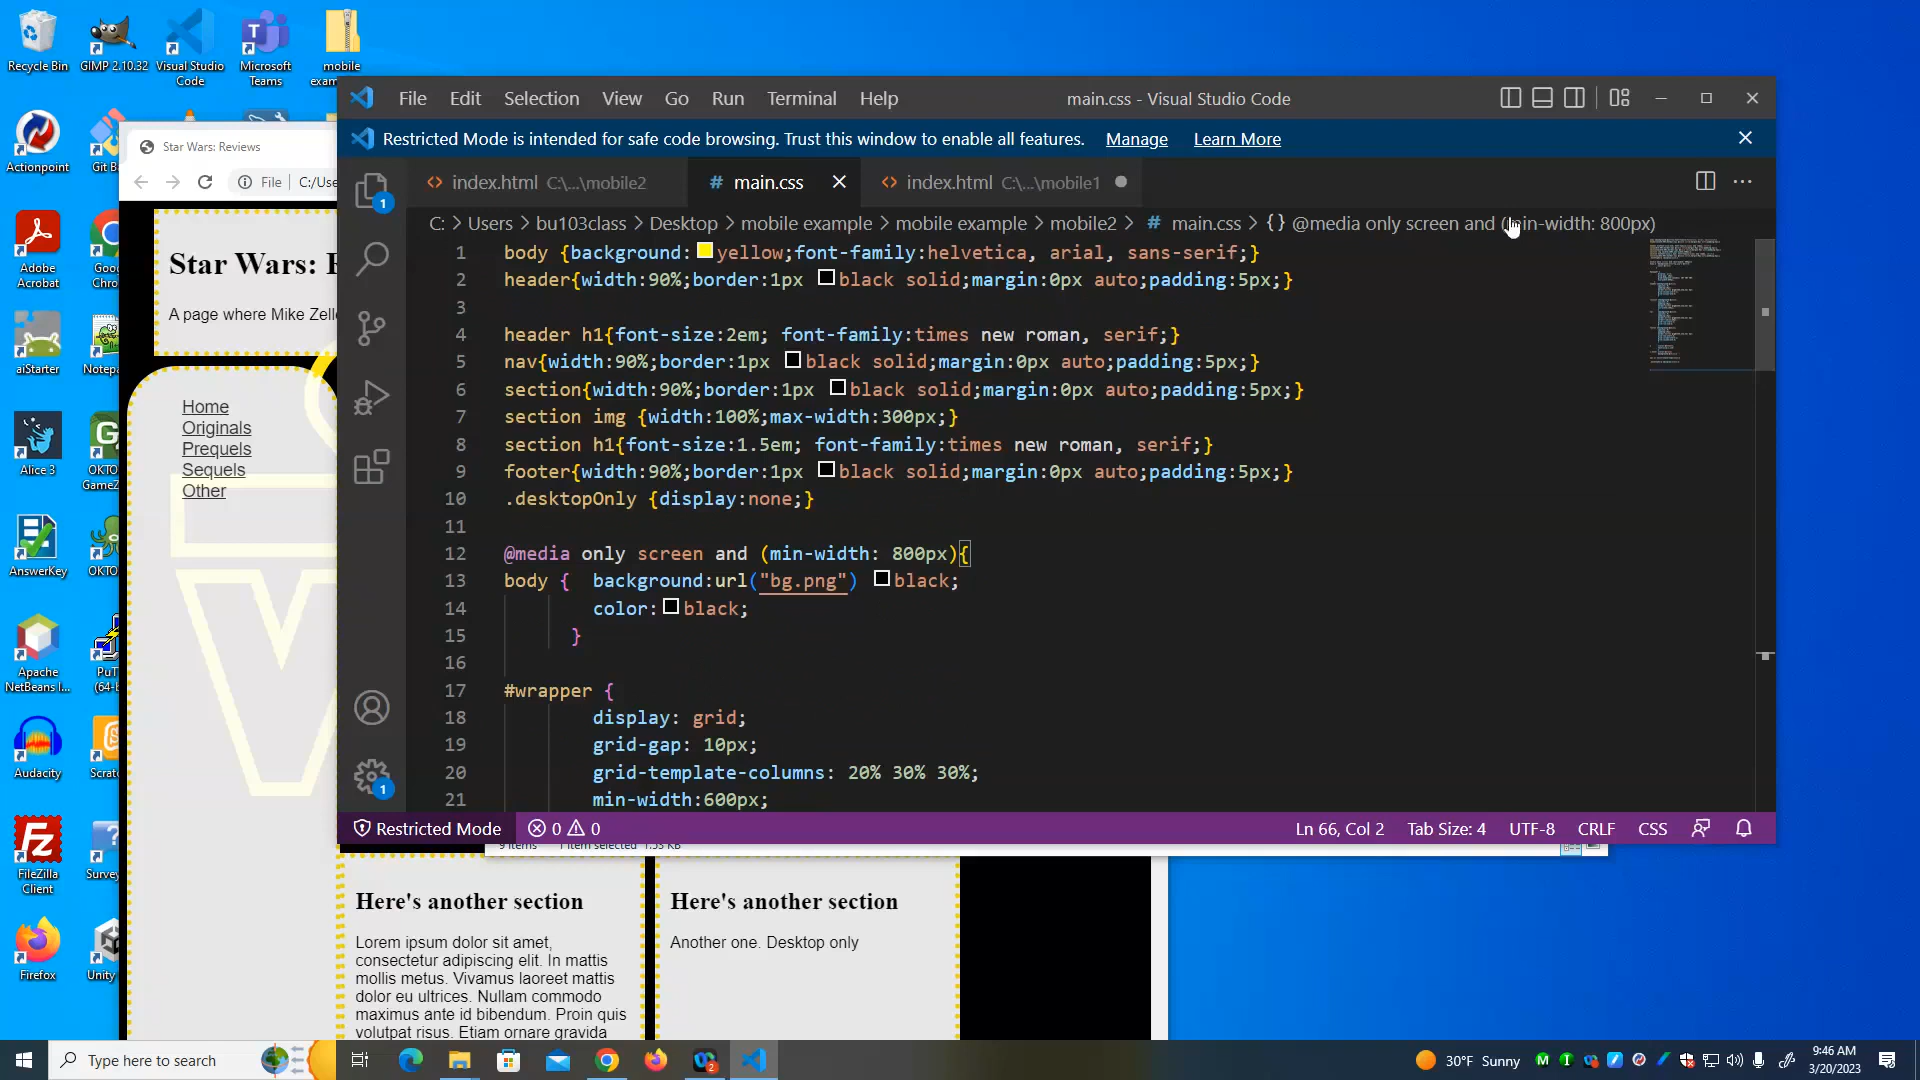 Recycle Bin
GIMP 2.10.32
Visual Studio
Code
Microsoft
Teams
mobile
Actionpoint
Adobe
Acrobat
aiStarter
Alice 3
AnswerKey
Apache
NetBeans I...
Audacity
FileZilla
Client
Firefox
Unity
Star Wars: Reviews
File
C:/Use
Star Wars:
A page where Mike Zell
Home
Originals
Prequels
Sequels
Other
File Edit Selection View Go Run Terminal Help
main.css - Visual Studio Code
Restricted Mode is intended for safe code browsing. Trust this window to enable all features. Manage Learn More
index.html C:\...\mobile2
# main.css
index.html C:\...\mobile1
C: > Users > bu103class > Desktop > mobile example > mobile example > mobile2 > # main.css > {} @media only screen and (min-width: 800px)
1 body {background:yellow;font-family:helvetica, arial, sans-serif;}
2 header{width:90%;border:1px black solid;margin:0px auto;padding:5px;}
3
4 header h1{font-size:2em; font-family:times new roman, serif;}
5 nav{width:90%;border:1px black solid;margin:0px auto;padding:5px;}
6 section{width:90%;border:1px black solid;margin:0px auto;padding:5px;}
7 section img {width:100%;max-width:300px;}
8 section h1{font-size:1.5em; font-family:times new roman, serif;}
9 footer{width:90%;border:1px black solid;margin:0px auto;padding:5px;}
10 .desktopOnly {display:none;}
11
12 @media only screen and (min-width: 800px){
13 body { background:url("bg.png") black;
14 color:black;
15 }
16
17 #wrapper {
18 display: grid;
19 grid-gap: 10px;
20 grid-template-columns: 20% 30% 30%;
21 min-width:600px;
1
1
Restricted Mode 0 0
Ln 66, Col 2 Tab Size: 4 UTF-8 CRLF CSS
9 items 1 item selected 1.53 KB
Here's another section
Lorem ipsum dolor sit amet,
consectetur adipiscing elit. In mattis
mollis metus. Vivamus laoreet mattis
dolor eu ultrices. Nullam commodo
maximus ante id bibendum. Proin quis
volutpat risus. Etiam ornare gravida
Here's another section
Another one. Desktop only
Type here to search
2
30°F Sunny
9:46 AM
3/20/2023